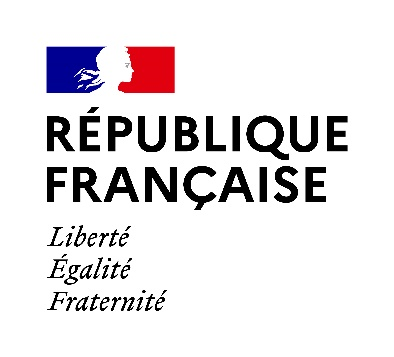 RÉPUBLIQUE
FRANÇAISE
Liberté
Égalité
Fraternité